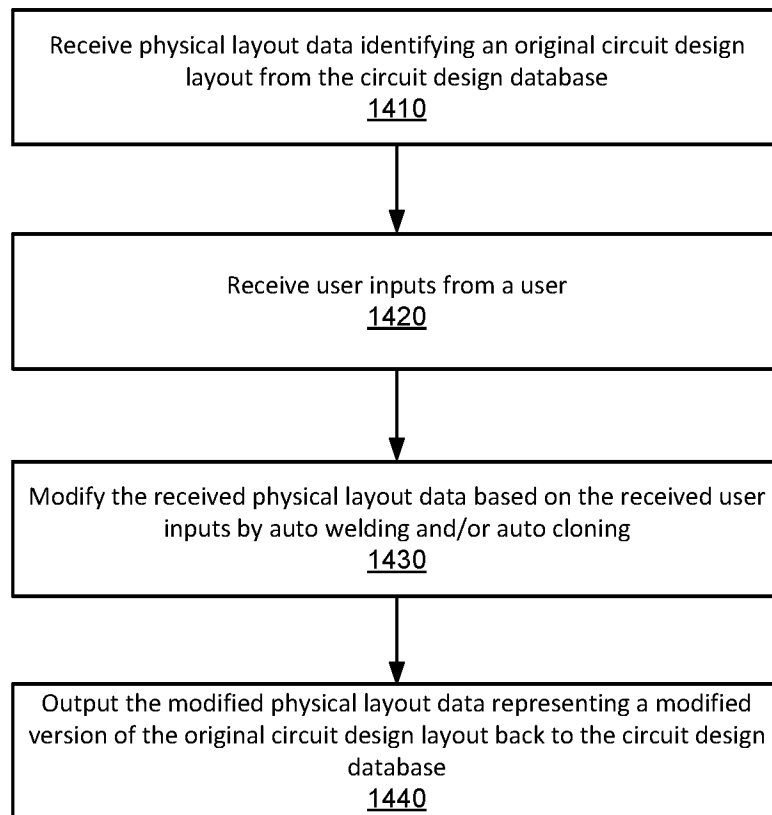 Receive physical layout data identifying an original circuit design
layout from the circuit design database
1410
Receive user inputs from a user
1420
Modify the received physical layout data based on the received user
inputs by auto welding and/or auto cloning
1430
Output the modified physical layout data representing a modified
version of the original circuit design layout back to the circuit design
database
1440